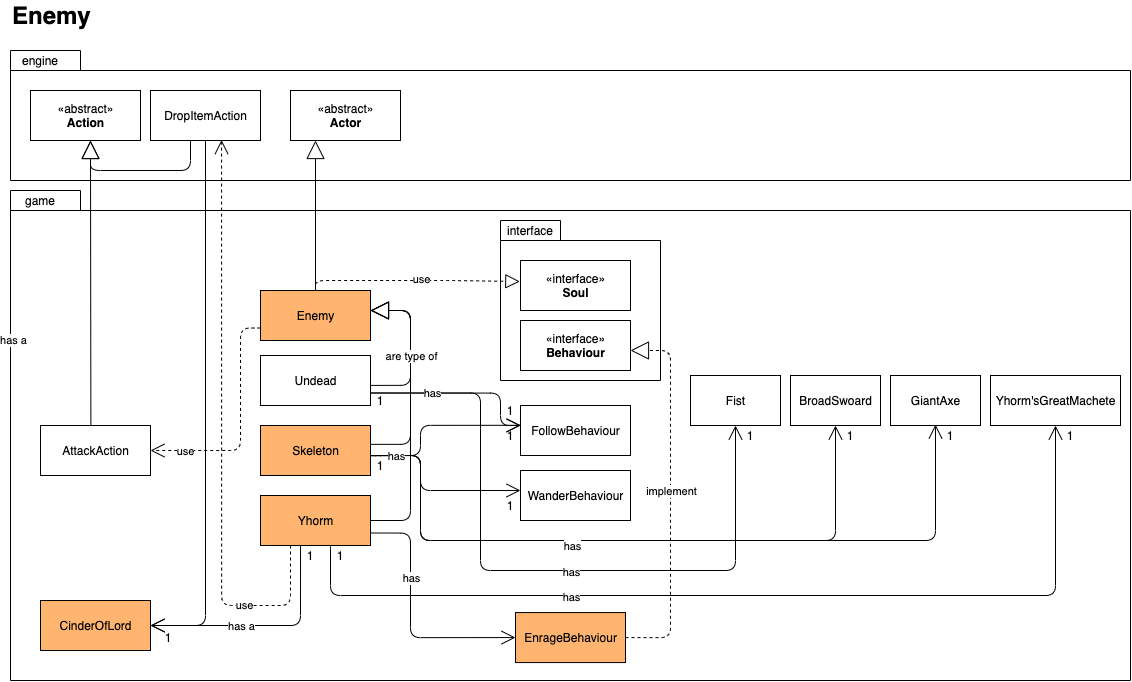 Enemy
engine
«abstract»
Action
DropItemAction
«abstract»
Actor
game
interface
«interface»
Soul
use
Enemy
«interface»
Behaviour
has a
are type of
Undead
has
1
1
1
Fist
BroadSwoard
GiantAxe
Yhorm'sGreatMachete
FollowBehaviour
1
1
1
1
AttackAction
use
Skeleton
has
1
WanderBehaviour
1
implement
Yhorm
has
1
1
has
has
has
use
has a
CinderOfLord
1
EnrageBehaviour